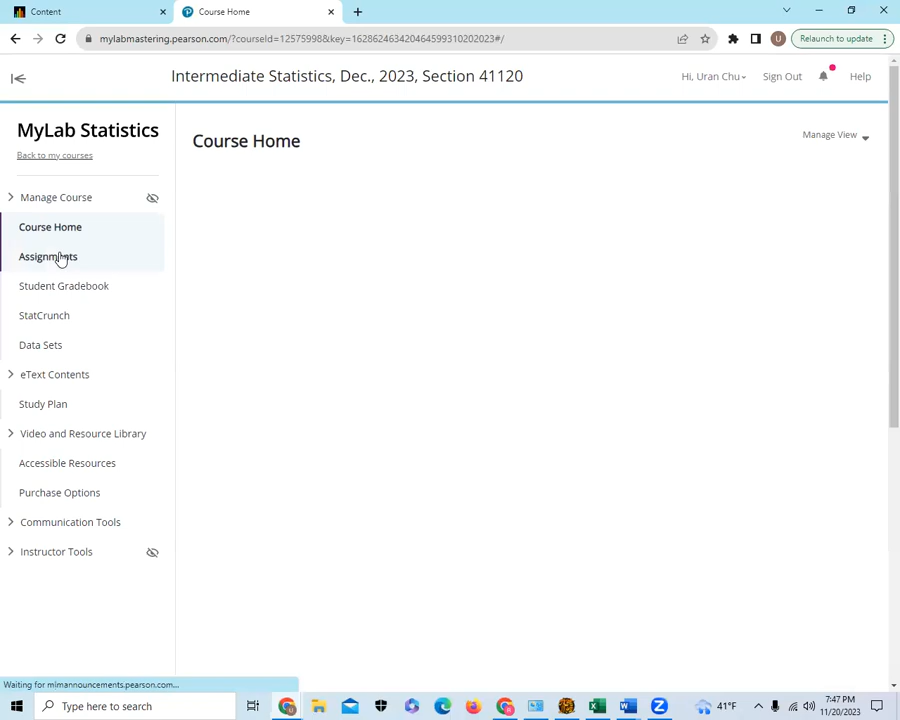 Content
Course Home
mylabmastering.pearson.com/?courseId=12575998&key=162862463420464599310202023#/
Relaunch to update
Intermediate Statistics, Dec., 2023, Section 41120
Hi, Uran Chu
Sign Out
Help
MyLab Statistics
Back to my courses
Course Home
Manage View
Manage Course
Course Home
Assignments
Student Gradebook
StatCrunch
Data Sets
eText Contents
Study Plan
Video and Resource Library
Accessible Resources
Purchase Options
Communication Tools
Instructor Tools
Waiting for mlmannouncements.pearson.com...
Type here to search
41°F
7:47 PM
11/20/2023